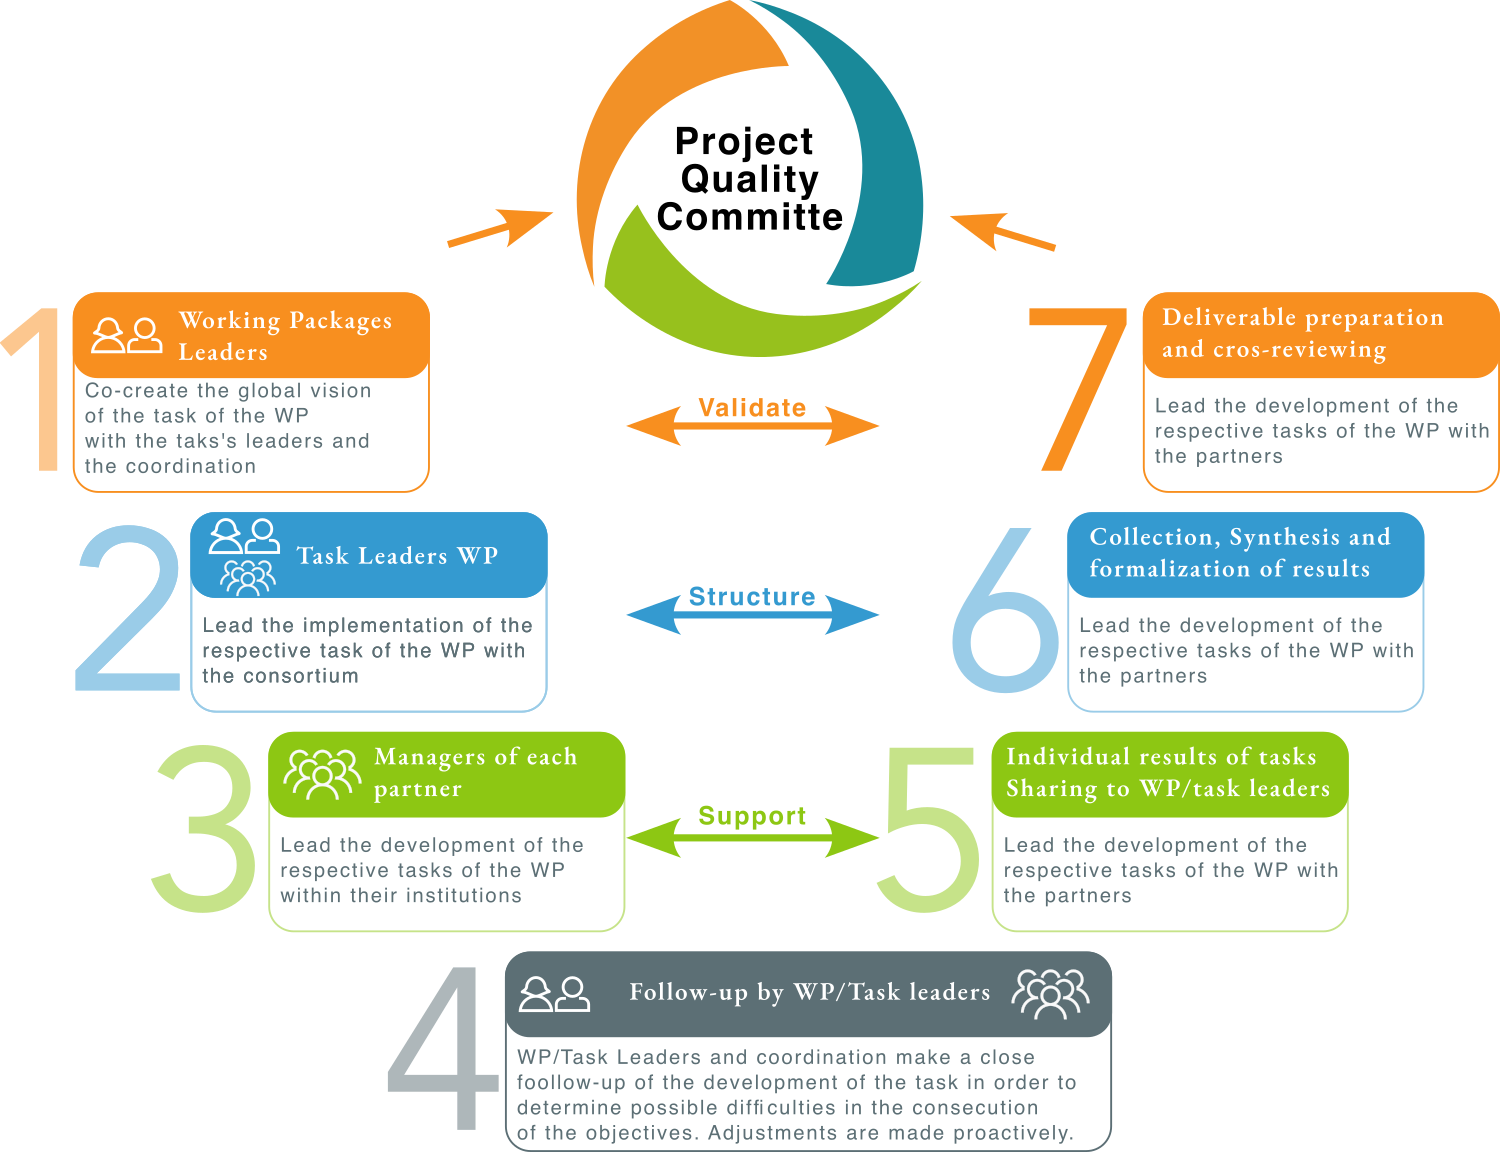 Project
Quality
Committe
1
Working Packages
Leaders
Co-create the global vision
of the task of the WP
with the taks's leaders and
the coordination
Validate
7
Deliverable preparation
and cros-reviewing
Lead the development of the
respective tasks of the WP with
the partners
2
Task Leaders WP
Lead the implementation of the
respective task of the WP with
the consortium
Structure
6
Collection, Synthesis and
formalization of results
Lead the development of the
respective tasks of the WP with
the partners
3
Managers of each
partner
Lead the development of the
respective tasks of the WP
within their institutions
Support
5
Individual results of tasks
Sharing to WP/task leaders
Lead the development of the
respective tasks of the WP with
the partners
4
Follow-up by WP/Task leaders
WP/Task Leaders and coordination make a close
foollow-up of the development of the task in order to
determine possible difficulties in the consecution
of the objectives. Adjustments are made proactively.